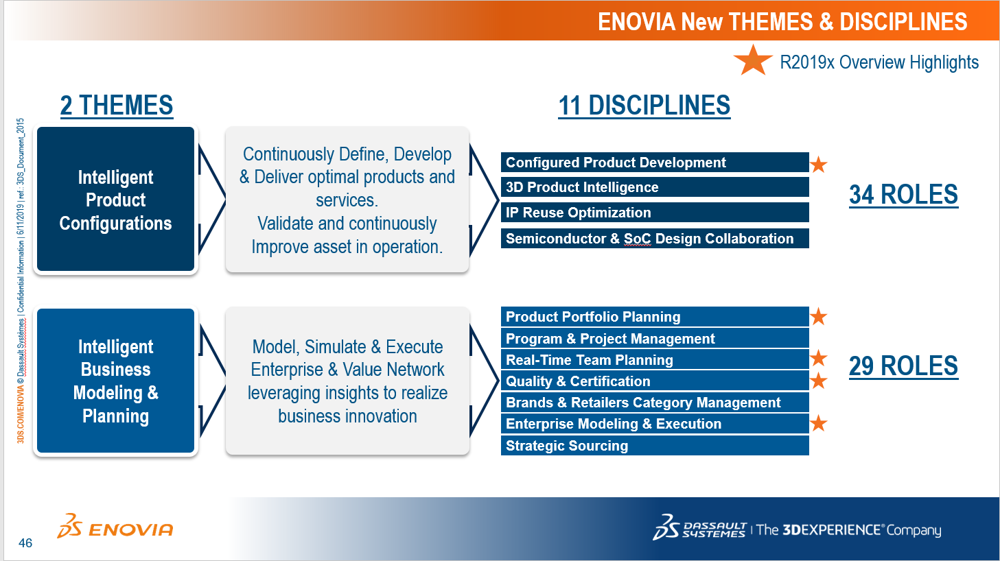 ENOVIA New THEMES & DISCIPLINES
R2019x Overview Highlights
2 THEMES
11 DISCIPLINES
Intelligent
Product
Configurations
Continuously Define, Develop
& Deliver optimal products and
services.
Validate and continuously
Improve asset in operation.
Configured Product Development
3D Product Intelligence
IP Reuse Optimization
Semiconductor & SoC Design Collaboration
34 ROLES
Intelligent
Business
Modeling &
Planning
Model, Simulate & Execute
Enterprise & Value Network
leveraging insights to realize
business innovation
Product Portfolio Planning
Program & Project Management
Real-Time Team Planning
Quality & Certification
Brands & Retailers Category Management
Enterprise Modeling & Execution
Strategic Sourcing
29 ROLES
3DS.COM/ENOVIA © Dassault Systèmes | Confidential Information | 6/11/2019 | ref.: 3DS_Document_2015
46
ENOVIA
DASSAULT
SYSTEMES
| The 3DEXPERIENCE® Company